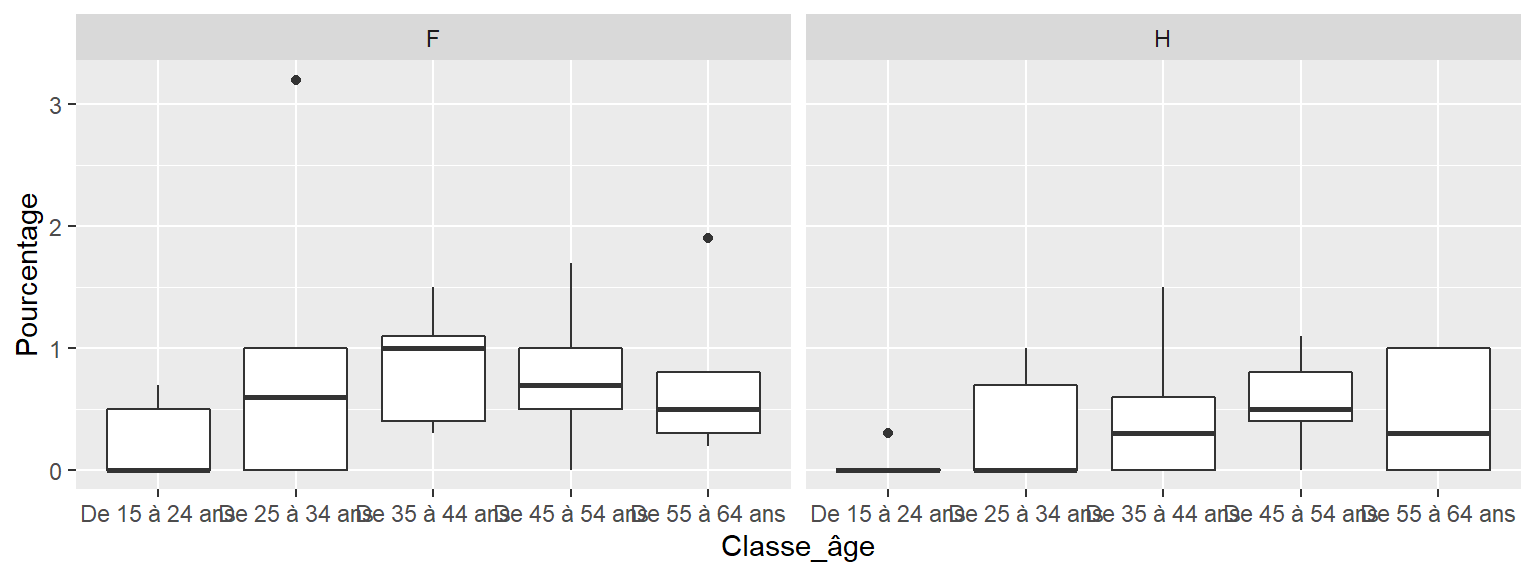 F
H
Pourcentage
3
2
1
0
De 15 à 24 ans
De 25 à 34 ans
De 35 à 44 ans
De 45 à 54 ans
De 55 à 64 ans
De 15 à 24 ans
De 25 à 34 ans
De 35 à 44 ans
De 45 à 54 ans
De 55 à 64 ans
Classe_âge